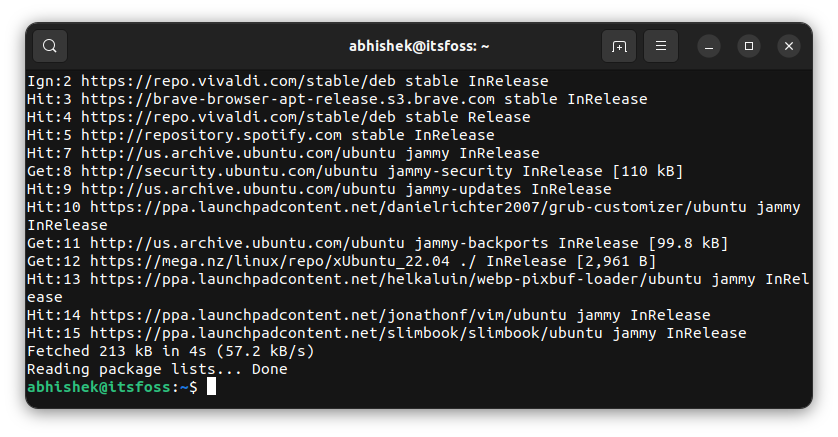 abhishek@itsfoss: ~
Ign:2 https://repo.vivaldi.com/stable/deb stable InRelease
Hit:3 https://brave-browser-apt-release.s3.brave.com stable InRelease
Hit:4 https://repo.vivaldi.com/stable/deb stable Release
Hit:5 http://repository.spotify.com stable InRelease
Hit:7 http://us.archive.ubuntu.com/ubuntu jammy InRelease
Get:8 http://security.ubuntu.com/ubuntu jammy-security InRelease [110 kB]
Hit:9 http://us.archive.ubuntu.com/ubuntu jammy-updates InRelease
Hit:10 https://ppa.launchpadcontent.net/danielrichter2007/grub-customizer/ubuntu jammy
InRelease
Get:11 http://us.archive.ubuntu.com/ubuntu jammy-backports InRelease [99.8 kB]
Get:12 https://mega.nz/linux/repo/xUbuntu_22.04 ./ InRelease [2,961 B]
Hit:13 https://ppa.launchpadcontent.net/helkaluin/webp-pixbuf-loader/ubuntu jammy InRel
ease
Hit:14 https://ppa.launchpadcontent.net/jonathonf/vim/ubuntu jammy InRelease
Hit:15 https://ppa.launchpadcontent.net/slimbook/slimbook/ubuntu jammy InRelease
Fetched 213 kB in 4s (57.2 kB/s)
Reading package lists... Done
abhishek@itsfoss:~$